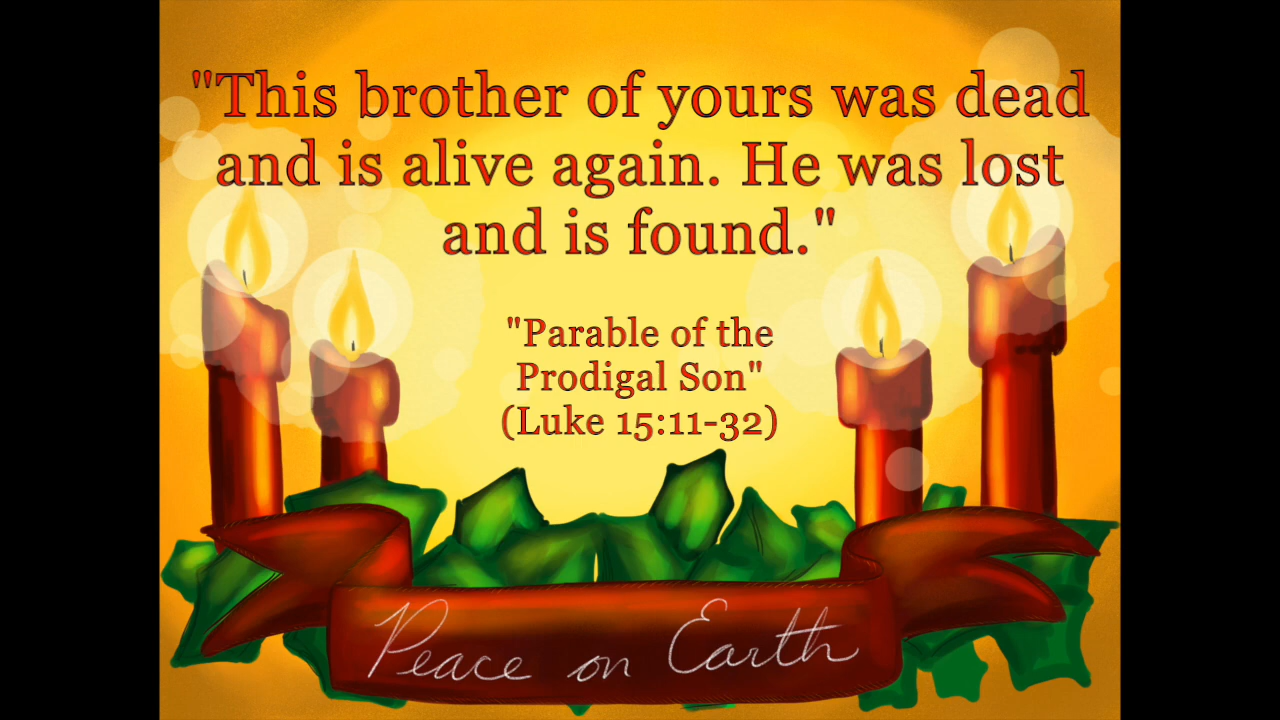 "This brother of yours was dead
and is alive again. He was lost
and is found."
"Parable of the
Prodigal Son"
(Luke 15:11-32)
Peace on Earth